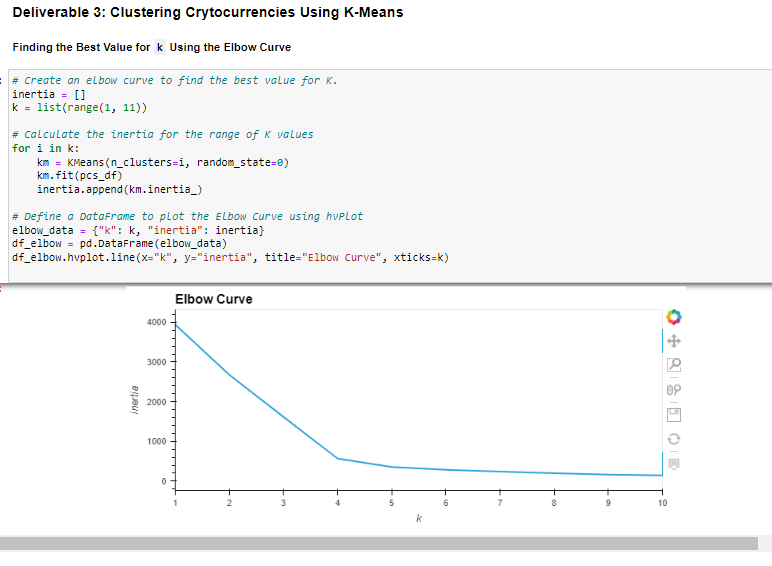 Deliverable 3: Clustering Crytocurrencies Using K-Means
Finding the Best Value for k Using the Elbow Curve
# Create an elbow curve to find the best value for K.
inertia = []
k = list(range(1, 11))
# Calculate the inertia for the range of K values
for i in k:
    km = KMeans(n_clusters=i, random_state=0)
    km.fit(pcs_df)
    inertia.append(km.inertia_)
# Define a DataFrame to plot the Elbow Curve using hvPlot
elbow_data = {"k": k, "inertia": inertia}
df_elbow = pd.DataFrame(elbow_data)
df_elbow.hvplot.line(x="k", y="inertia", title="Elbow Curve", xticks=k)
Elbow Curve
4000
3000
2000
1000
0
inertia
1 2 3 4 5 6 7 8 9 10
k